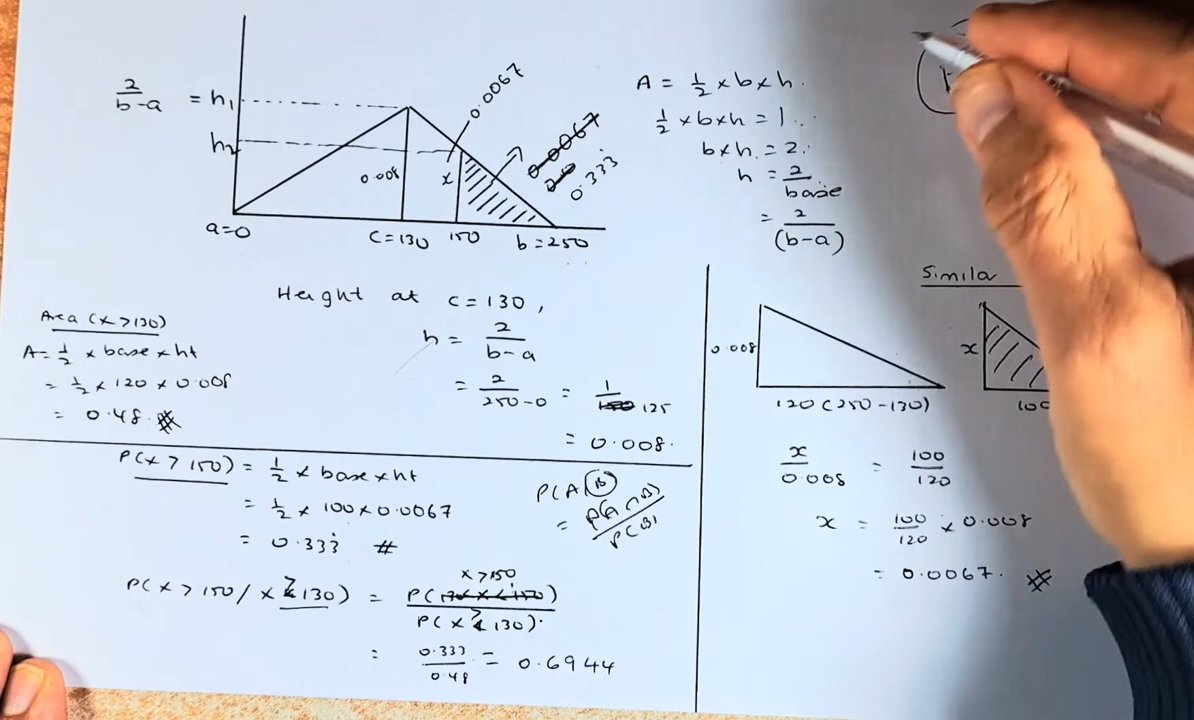 2/(b-a) = h₁
h₂
0.008
x
0.0067
0.333̇
a=0
c=130
150
b=250
A = 1/2 × b × h.
1/2 × b × h = 1..
b × h = 2.
h = 2/base
= 2/(b-a)
Height at c = 130,
h = 2/(b-a)
= 2/(250-0) = 1/125
= 0.008.
Area (x>130)
A = 1/2 × base × ht
= 1/2 × 120 × 0.008
= 0.48.
P(x > 150) = 1/2 × base × ht
= 1/2 × 100 × 0.0067
= 0.333̇ #
P(A/B)
= P(A∩B)/P(B)
P(x > 150 / x > 130) = P(x>150)/P(x > 130).
= 0.333/0.48 = 0.6944
Simila
0.008
120 (250-130)
x
100
x/0.008 = 100/120
x = 100/120 × 0.008
= 0.0067.